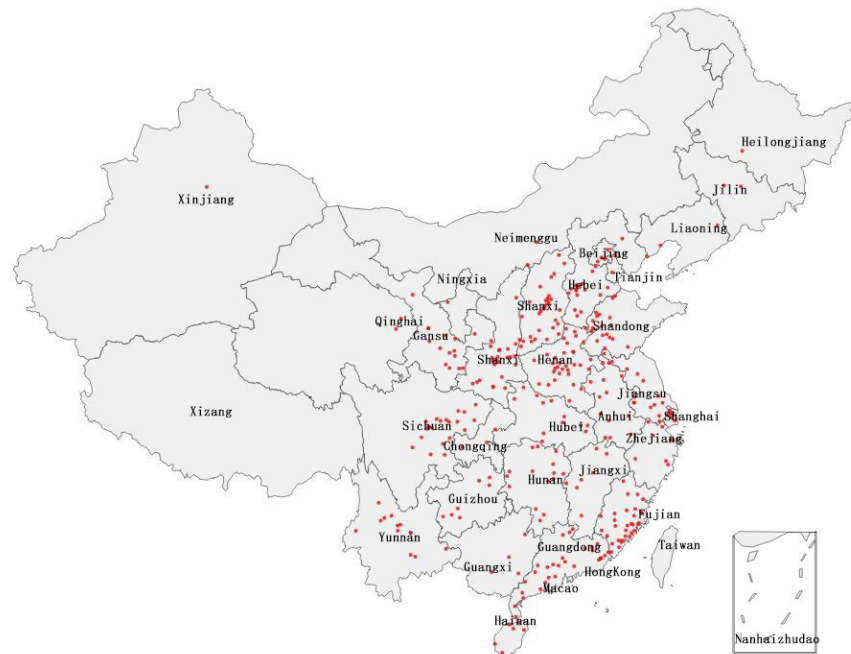 Heilongjiang
Jilin
Xinjiang
Liaoning
Neimenggu
Beijing
Tianjin
Ningxia
Hebei
Shanxi
Qinghai
Shandong
Gansu
Shanxi
Henan
Jiangsu
Xizang
Shanghai
Anhui
Sichuan
Hubei
Zhejiang
Chongqing
Jiangxi
Hunan
Guizhou
Fujian
Yunnan
Taiwan
Guangdong
Guangxi
HongKong
Macao
Hainan
Nanhaizhudao